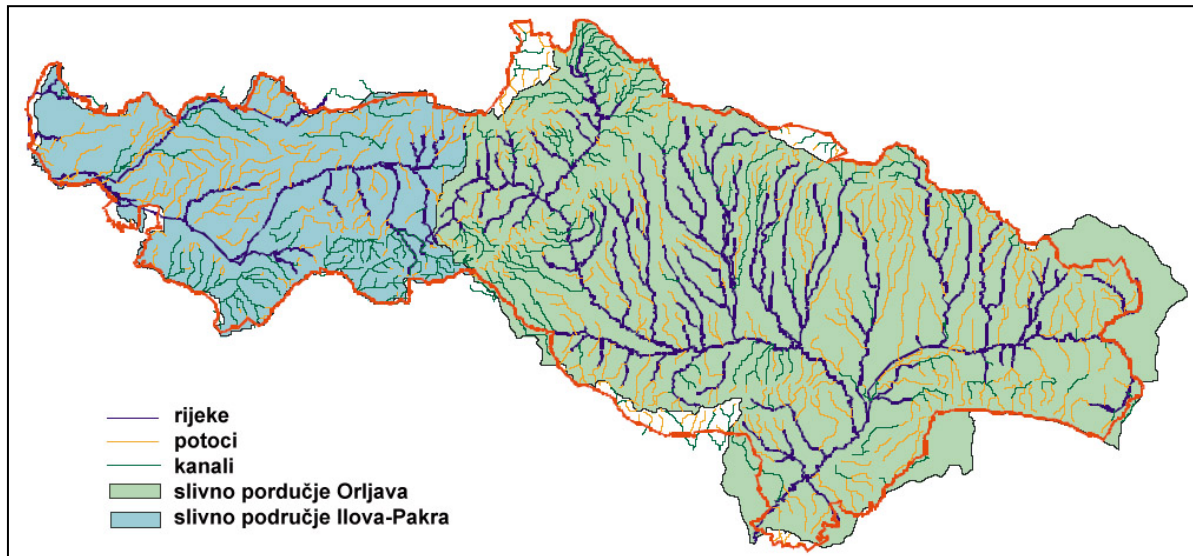 rijeke
potoci
kanali
slivno pordučje Orljava
slivno područje Ilova-Pakra